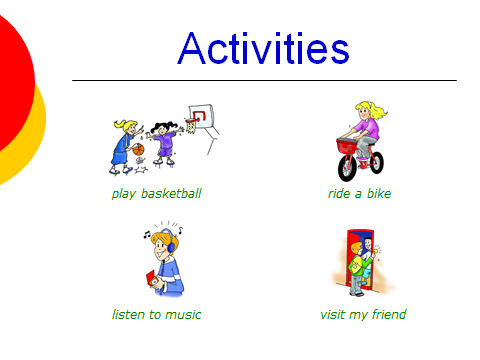 Activities
play basketball
ride a bike
listen to music
visit my friend